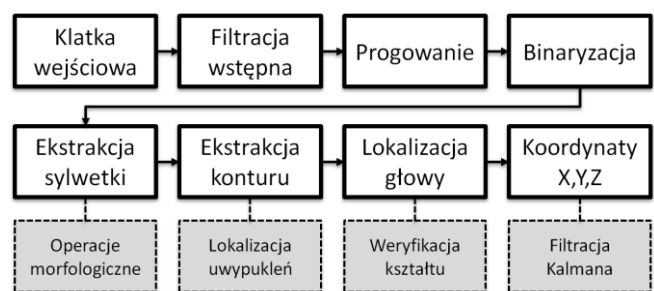 Klatka
wejściowa
Filtracja
wstępna
Progowanie
Binaryzacja
Ekstrakcja
sylwetki
Ekstrakcja
konturu
Lokalizacja
głowy
Koordynaty
X,Y,Z
Operacje
morfologiczne
Lokalizacja
uwypukleń
Weryfikacja
kształtu
Filtracja
Kalmana